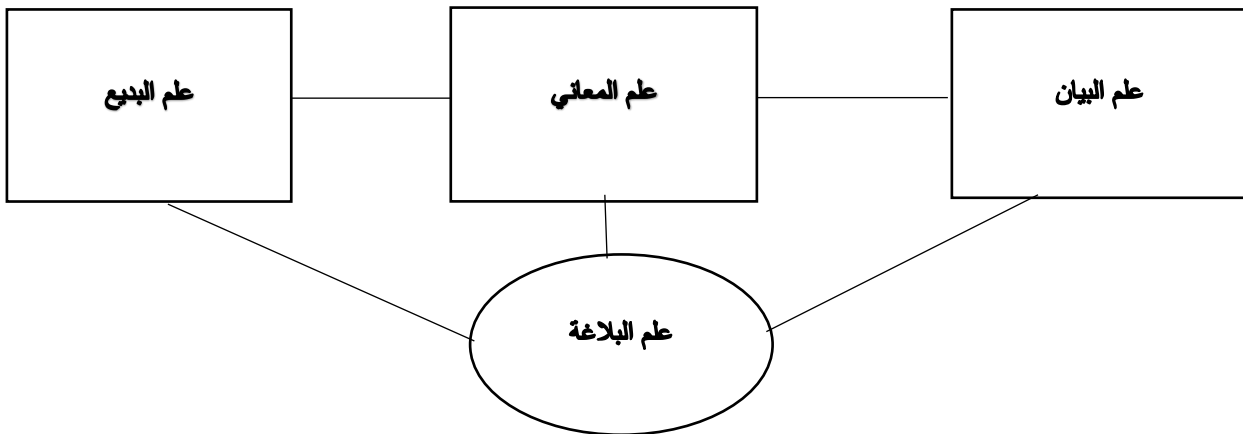 علم البيان
علم المعاني
علم البديع
علم البلاغة